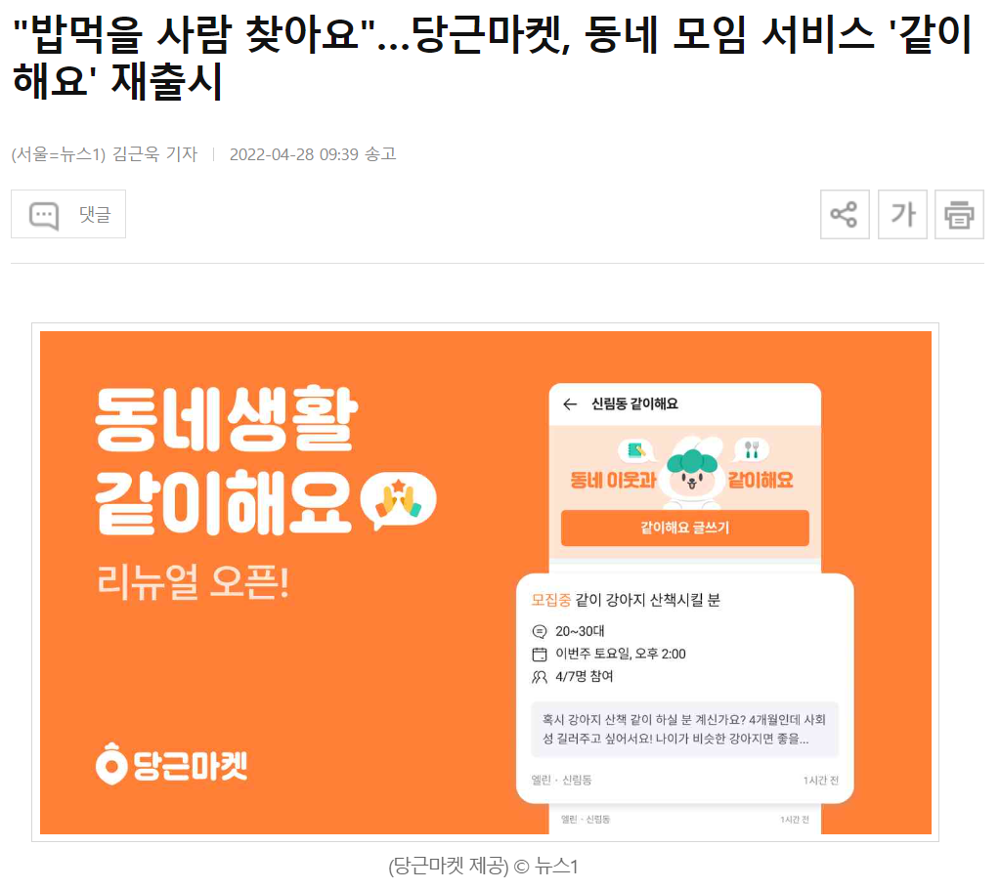 "밥먹을 사람 찾아요"…당근마켓, 동네 모임 서비스 '같이
해요' 재출시
(서울=뉴스1) 김근욱 기자 | 2022-04-28 09:39 송고
댓글
가
동네생활
같이해요
리뉴얼 오픈!
당근마켓
신림동 같이해요
동네 이웃과 같이해요
같이해요 글쓰기
모집중 같이 강아지 산책시킬 분
20~30대
이번주 토요일, 오후 2:00
4/7명 참여
혹시 강아지 산책 같이 하실 분 계신가요? 4개월인데 사회
성 길러주고 싶어서요! 나이가 비슷한 강아지면 좋을...
엘린 · 신림동 1시간 전
엘린 · 신림동 1시간 전
(당근마켓 제공) © 뉴스1